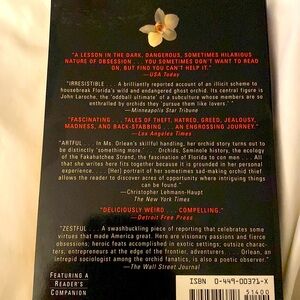 "A LESSON IN THE DARK, DANGEROUS, SOMETIMES HILARIOUS
NATURE OF OBSESSION . . . YOU SOMETIMES DON'T WANT TO READ
ON, BUT FIND YOU CAN'T HELP IT."
—USA Today
"IRRESISTIBLE . . . A brilliantly reported account of an illicit scheme to
housebreak Florida's wild and endangered ghost orchid. Its central figure is
John Laroche, the 'oddball ultimate' of a subculture whose members are so
enthralled by orchids they 'pursue them like lovers.'"
—Minneapolis Star Tribune
"FASCINATING . . . TALES OF THEFT, HATRED, GREED, JEALOUSY,
MADNESS, AND BACK-STABBING . . . AN ENGROSSING JOURNEY."
—Los Angeles Times
"ARTFUL . . . In Ms. Orlean's skillful handling, her orchid story turns out to
be distinctly 'something more.' . . . Orchids, Seminole history, the ecology
of the Fakahatchee Strand, the fascination of Florida to con men . . . All
that she writes here fits together because it is grounded in her personal
experience. . . . [Her] portrait of her sometimes sad-making orchid thief
allows the reader to discover acres of opportunity where intriguing things
can be found."
—Christopher Lehmann-Haupt
The New York Times
"DELICIOUSLY WEIRD . . . COMPELLING."
—Detroit Free Press
"ZESTFUL . . . A swashbuckling piece of reporting that celebrates some
virtues that made America great. Here are visionary passions and fierce
obsessions; heroic feats accomplished in exotic settings; outsize charac-
ters, entrepreneurs at the edge of the frontier, adventurers. . . . Orlean, an
intrepid sociologist among the orchid fanatics, is also a poet/observer."
—The Wall Street Journal
FEATURING A
READER'S
COMPANION
ISBN 0-449-00371-X
51400